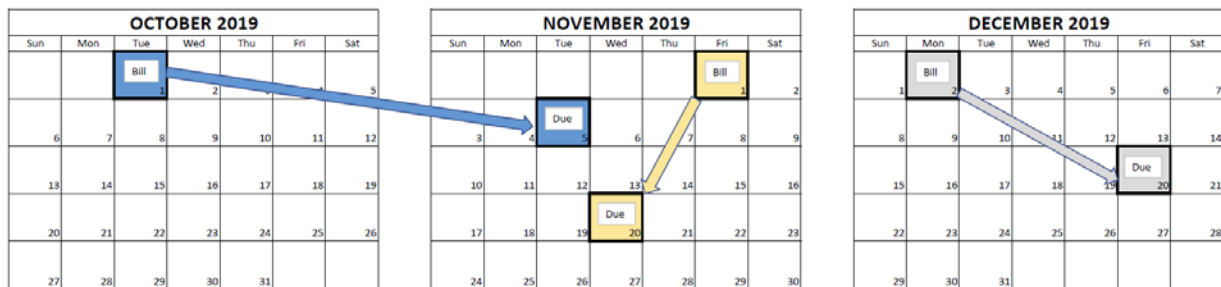 OCTOBER 2019
Sun Mon Tue Wed Thu Fri Sat
Bill
1 2 3 4 5
6 7 8 9 10 11 12
13 14 15 16 17 18 19
20 21 22 23 24 25 26
27 28 29 30 31
NOVEMBER 2019
Sun Mon Tue Wed Thu Fri Sat
Bill
1 2
Due
3 4 5 6 7 8 9
10 11 12 13 14 15 16
Due
17 18 19 20 21 22 23
24 25 26 27 28 29 30
DECEMBER 2019
Sun Mon Tue Wed Thu Fri Sat
Bill
1 2 3 4 5 6 7
8 9 10 11 12 13 14
Due
15 16 17 18 19 20 21
22 23 24 25 26 27 28
29 30 31